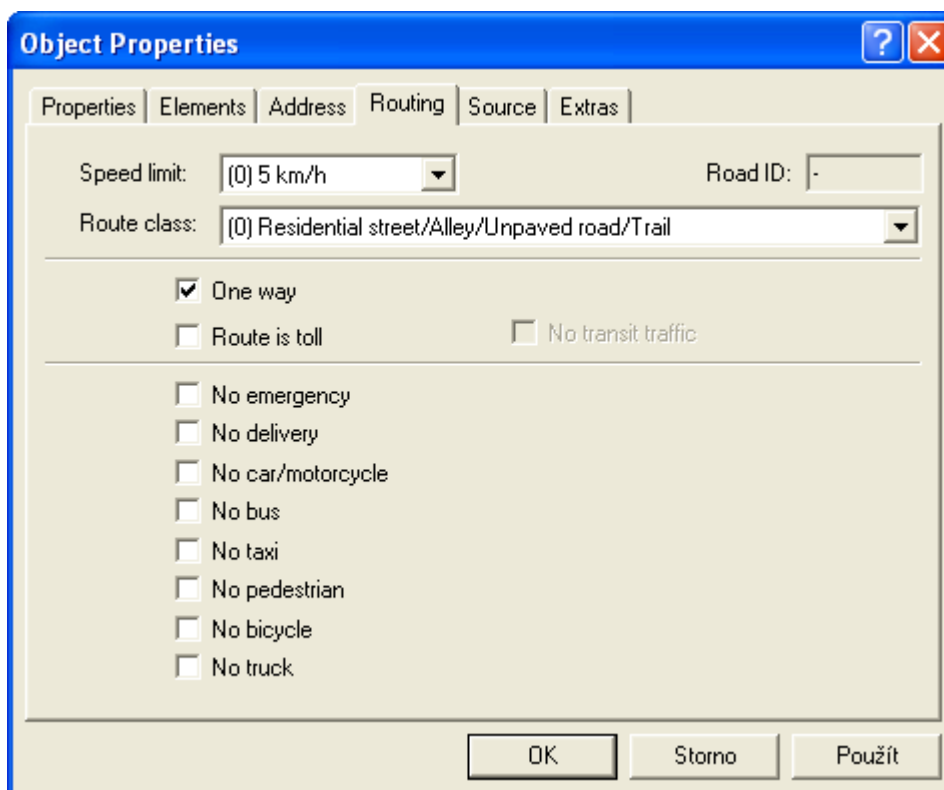 Object Properties
Properties Elements Address Routing Source Extras
Speed limit: (0) 5 km/h Road ID: -
Route class: (0) Residential street/Alley/Unpaved road/Trail
One way
Route is toll No transit traffic
No emergency
No delivery
No car/motorcycle
No bus
No taxi
No pedestrian
No bicycle
No truck
OK Storno Použít